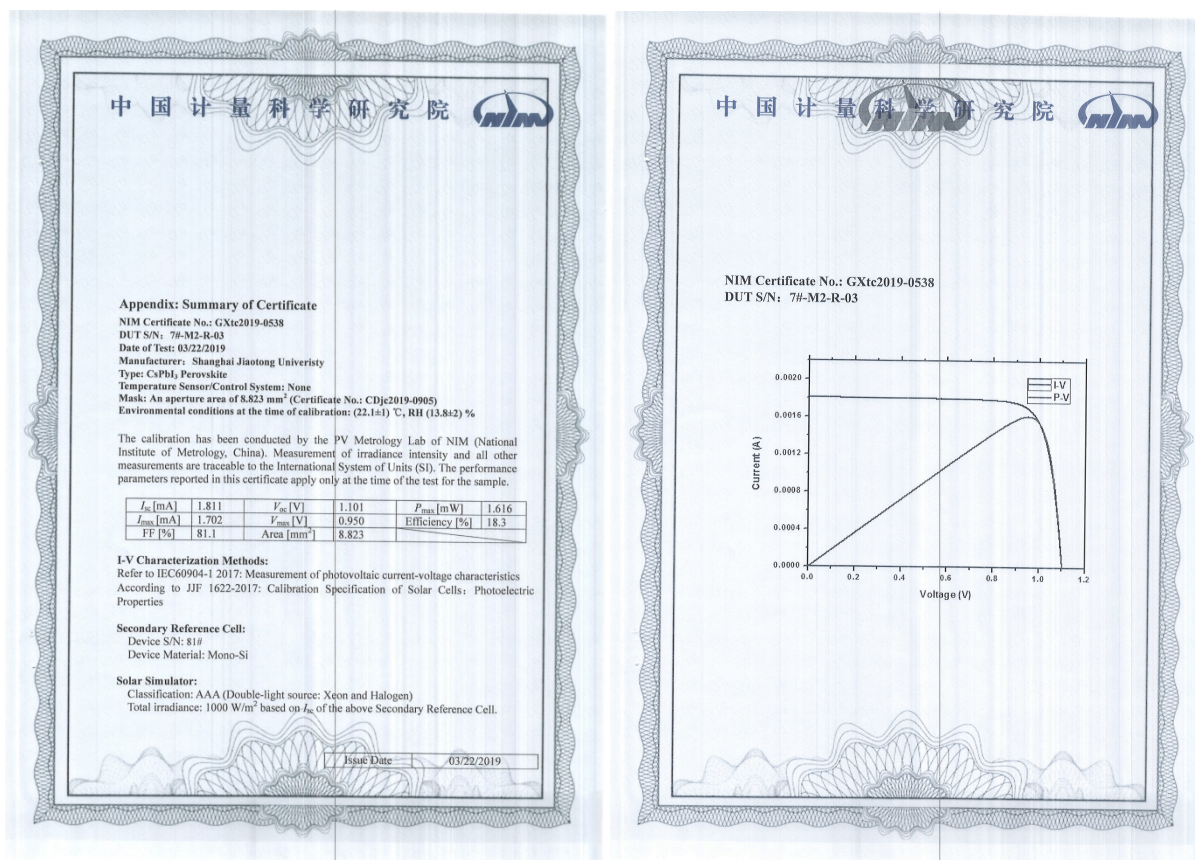 中国计量科学研究院 NIM
Appendix: Summary of Certificate
NIM Certificate No.: GXtc2019-0538
DUT S/N: 7#-M2-R-03
Date of Test: 03/22/2019
Manufacturer: Shanghai Jiaotong Univeristy
Type: CsPbI₃ Perovskite
Temperature Sensor/Control System: None
Mask: An aperture area of 8.823 mm² (Certificate No.: CDjc2019-0905)
Environmental conditions at the time of calibration: (22.1±1) ℃, RH (13.8±2) %
The calibration has been conducted by the PV Metrology Lab of NIM (National
Institute of Metrology, China). Measurement of irradiance intensity and all other
measurements are traceable to the International System of Units (SI). The performance
parameters reported in this certificate apply only at the time of the test for the sample.
Isc [mA] 1.811 Voc [V] 1.101 Pmax [mW] 1.616
Imax [mA] 1.702 Vmax [V] 0.950 Efficiency [%] 18.3
FF [%] 81.1 Area [mm²] 8.823
I-V Characterization Methods:
Refer to IEC60904-1 2017: Measurement of photovoltaic current-voltage characteristics
According to JJF 1622-2017: Calibration Specification of Solar Cells: Photoelectric
Properties
Secondary Reference Cell:
Device S/N: 81#
Device Material: Mono-Si
Solar Simulator:
Classification: AAA (Double-light source: Xeon and Halogen)
Total irradiance: 1000 W/m² based on Isc of the above Secondary Reference Cell.
Issue Date 03/22/2019
中国计量科学研究院 NIM
NIM
NIM Certificate No.: GXtc2019-0538
DUT S/N: 7#-M2-R-03
I-V
P-V
0.0020
0.0016
0.0012
0.0008
0.0004
0.0000
Current (A)
0.0 0.2 0.4 0.6 0.8 1.0 1.2
Voltage (V)